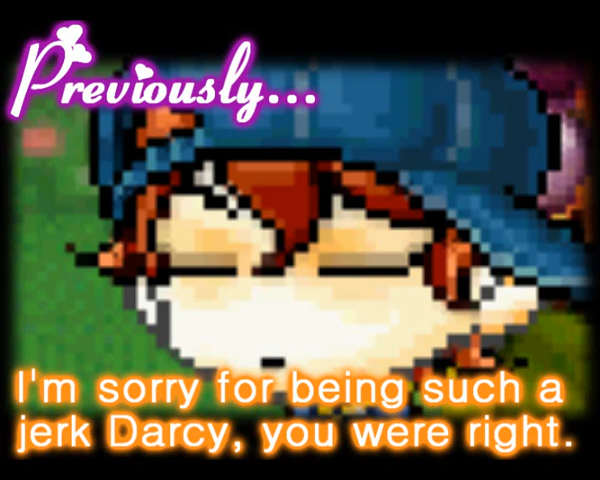 Previously...
I'm sorry for being such a
jerk Darcy, you were right.